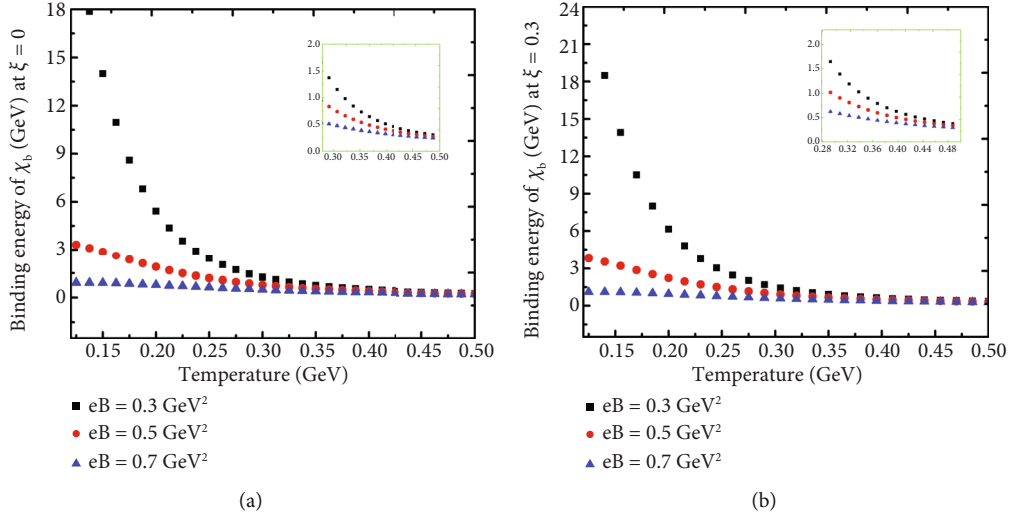 Binding energy of χb (GeV) at ξ = 0
18
15
12
9
6
3
0
0.15 0.20 0.25 0.30 0.35 0.40 0.45 0.50
Temperature (GeV)
2.0
1.5
1.0
0.5
0.0
0.30 0.35 0.40 0.45 0.50
eB = 0.3 GeV²
eB = 0.5 GeV²
eB = 0.7 GeV²
(a)
Binding energy of χb (GeV) at ξ = 0.3
24
21
18
15
12
9
6
3
0
0.15 0.20 0.25 0.30 0.35 0.40 0.45 0.50
Temperature (GeV)
2.0
1.5
1.0
0.5
0.0
0.28 0.32 0.36 0.40 0.44 0.48
eB = 0.3 GeV²
eB = 0.5 GeV²
eB = 0.7 GeV²
(b)